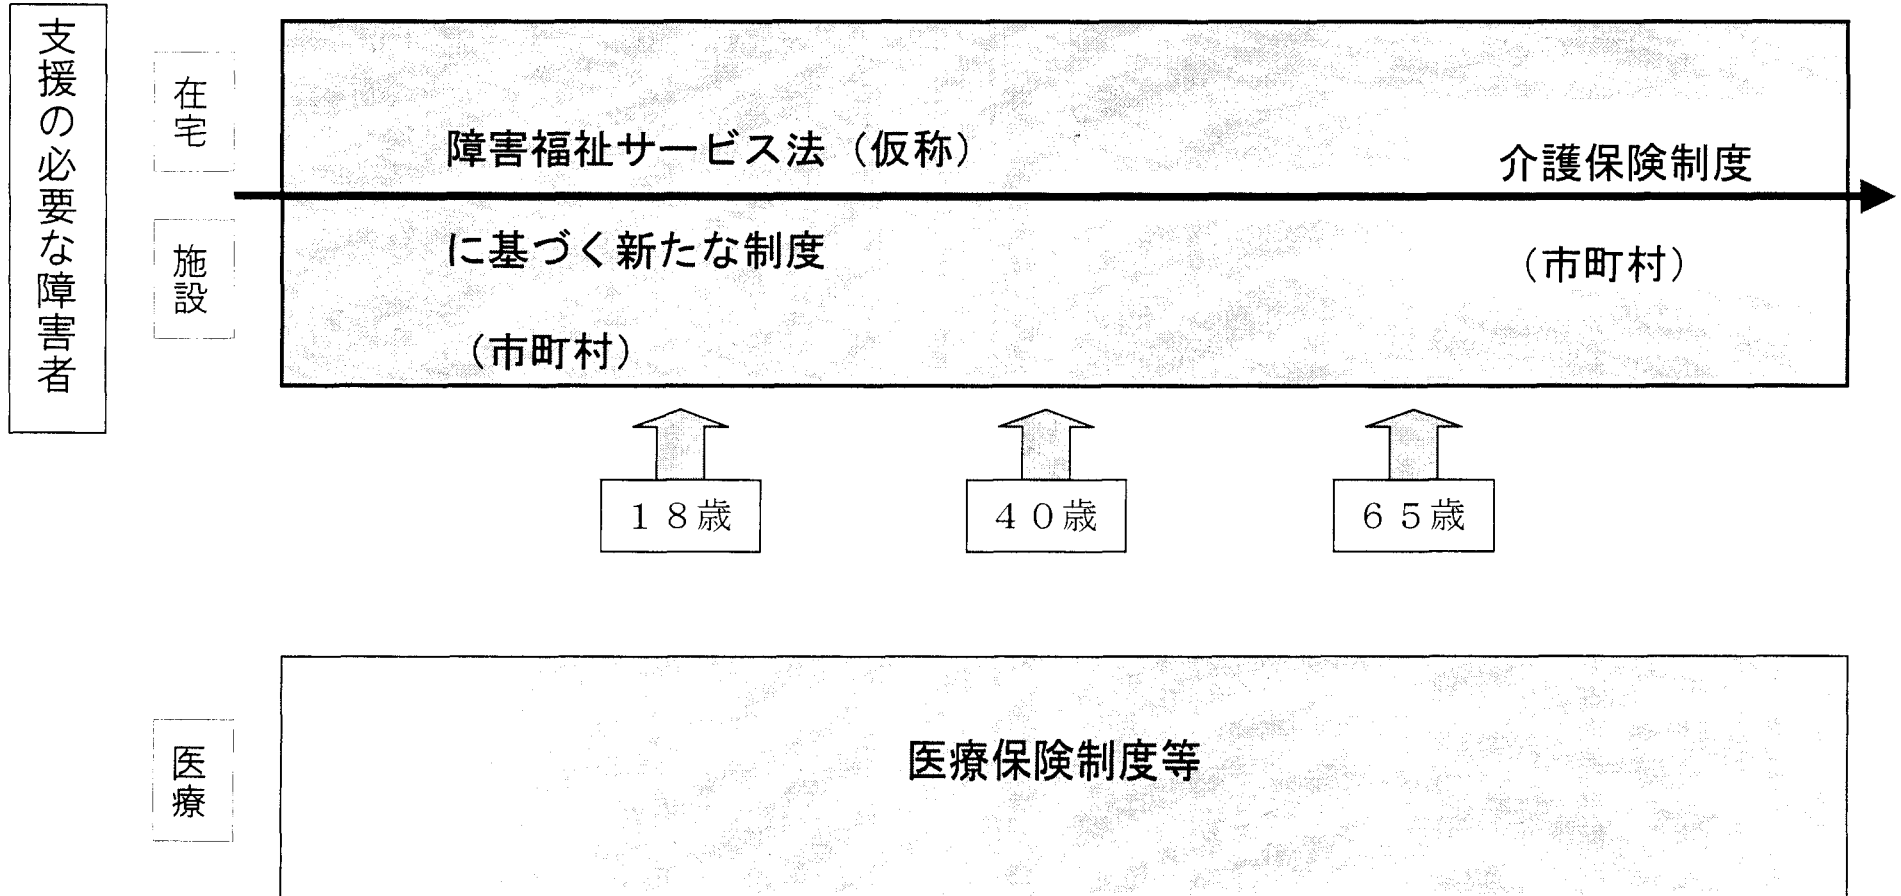 支援の必要な障害者
在宅
障害福祉サービス法（仮称）
介護保険制度
施設
に基づく新たな制度
（市町村）
（市町村）
１８歳
４０歳
６５歳
医療
医療保険制度等